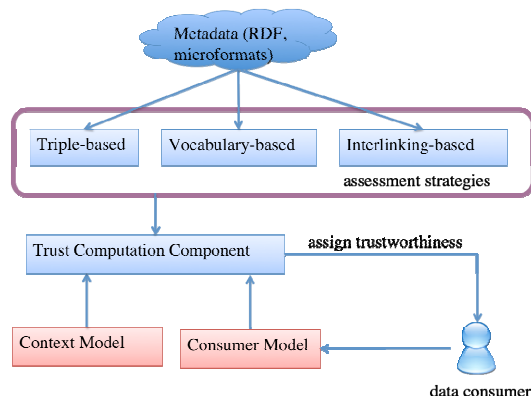 Metadata (RDF,
microformats)
Triple-based
Vocabulary-based
Interlinking-based
assessment strategies
Trust Computation Component
assign trustworthiness
Context Model
Consumer Model
data consumer